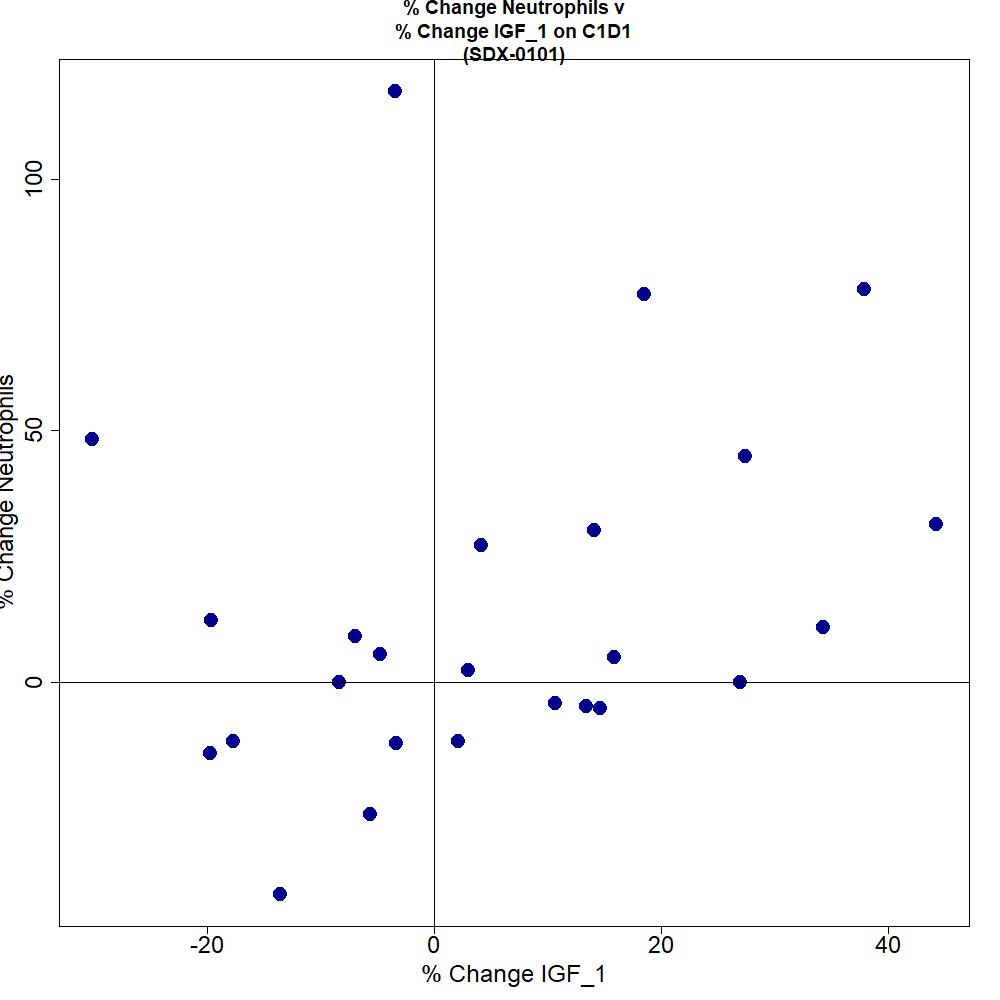 % Change Neutrophils v
% Change IGF_1 on C1D1
(SDX-0101)
100
50
0
% Change Neutrophils
-20
0
20
40
% Change IGF_1